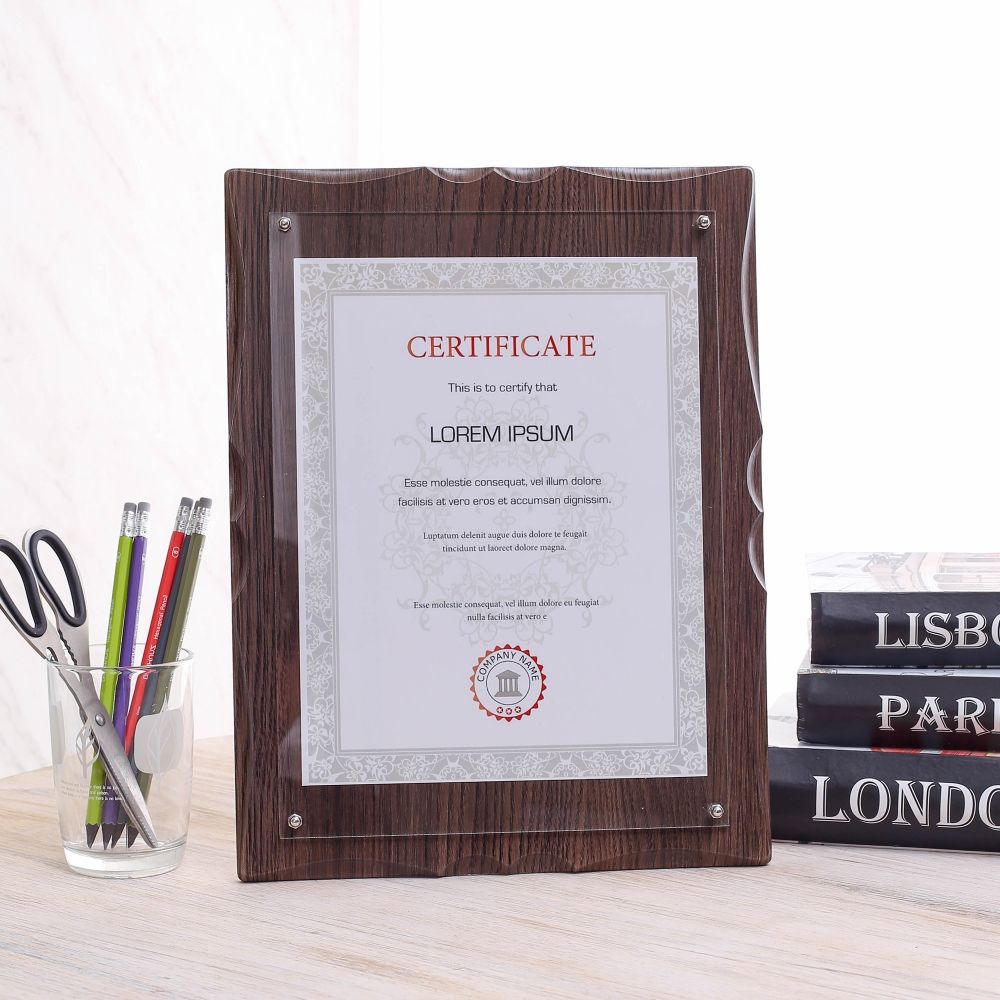 CERTIFICATE
This is to certify that
LOREM IPSUM
Esse molestie consequat, vel illum dolore
facilisis at vero eros et accumsan dignissim.
Luptatum delenit augue duis dolore te feugait
tincidunt ut laoreet dolore magna.
Esse molestie consequat, vel illum dolore eu feugiat
nulla facilisis at vero e
COMPANY NAME
LISBO
PARI
LONDO